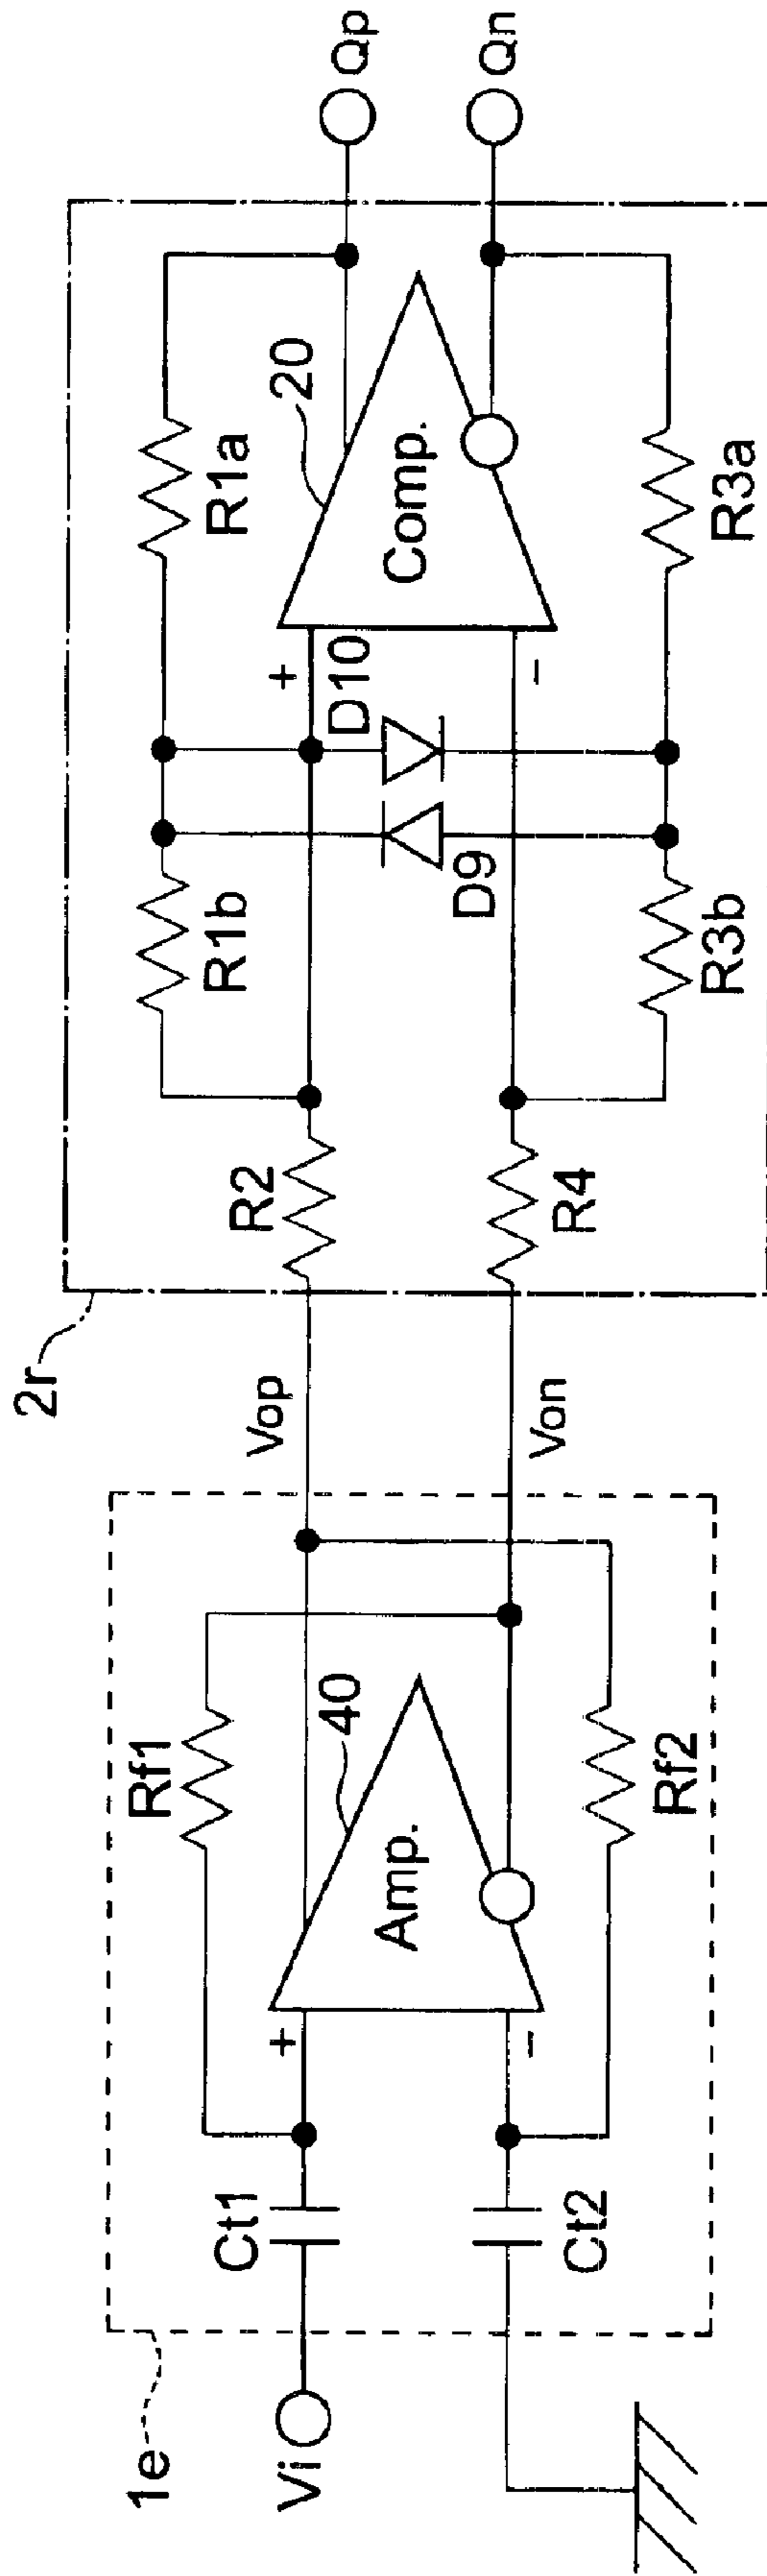 1e
2r
Vi
Ct1
Ct2
Rf1
Rf2
+
−
40
Amp.
Vop
Von
R2
R4
R1b
R3b
D9
D10
+
−
20
Comp.
R1a
R3a
Qp
Qn